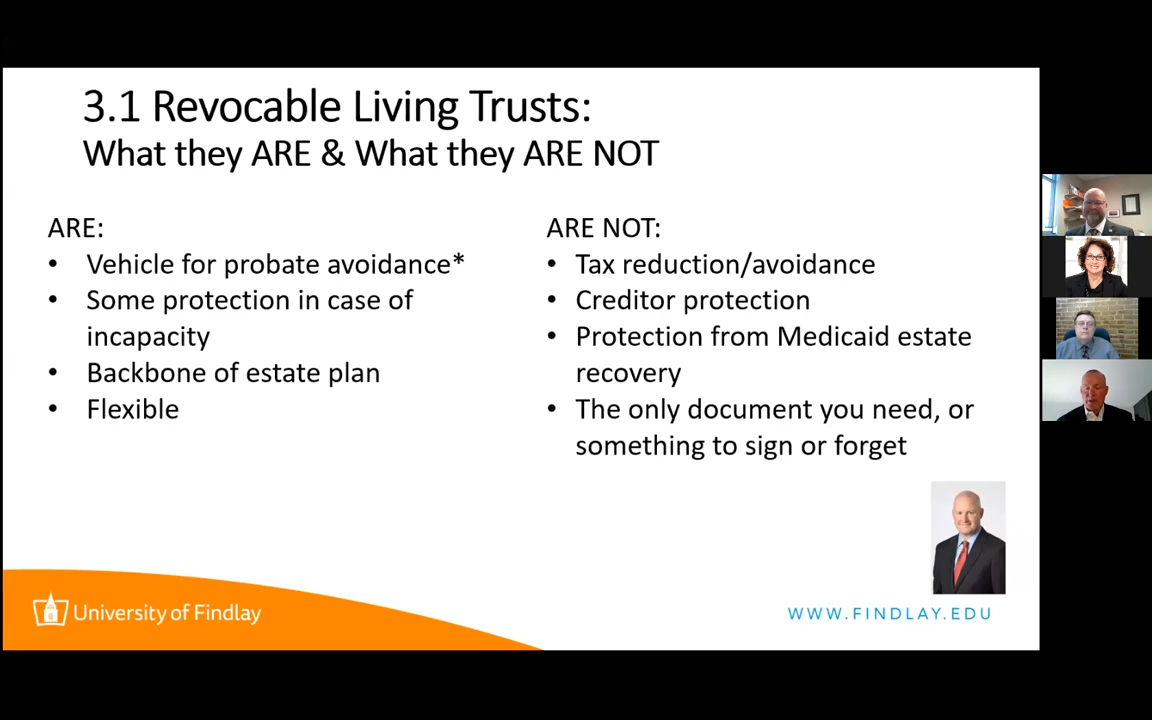 3.1 Revocable Living Trusts:
What they ARE & What they ARE NOT
ARE:
• Vehicle for probate avoidance*
• Some protection in case of
incapacity
• Backbone of estate plan
• Flexible
ARE NOT:
• Tax reduction/avoidance
• Creditor protection
• Protection from Medicaid estate
recovery
• The only document you need, or
something to sign or forget
University of Findlay
WWW.FINDLAY.EDU